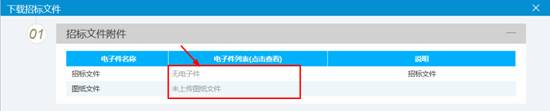 下载招标文件
01 招标文件附件
电子件名称 电子件列表(点击查看) 说明
招标文件 无电子件 招标文件
图纸文件 未上传图纸文件